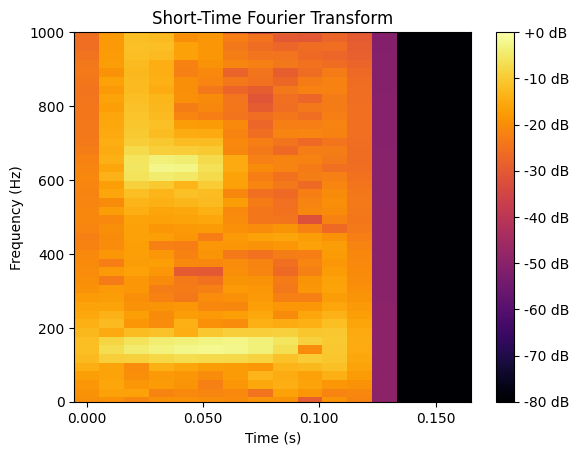 Short-Time Fourier Transform
1000
800
600
400
200
0
Frequency (Hz)
0.000
0.050
0.100
0.150
Time (s)
+0 dB
-10 dB
-20 dB
-30 dB
-40 dB
-50 dB
-60 dB
-70 dB
-80 dB